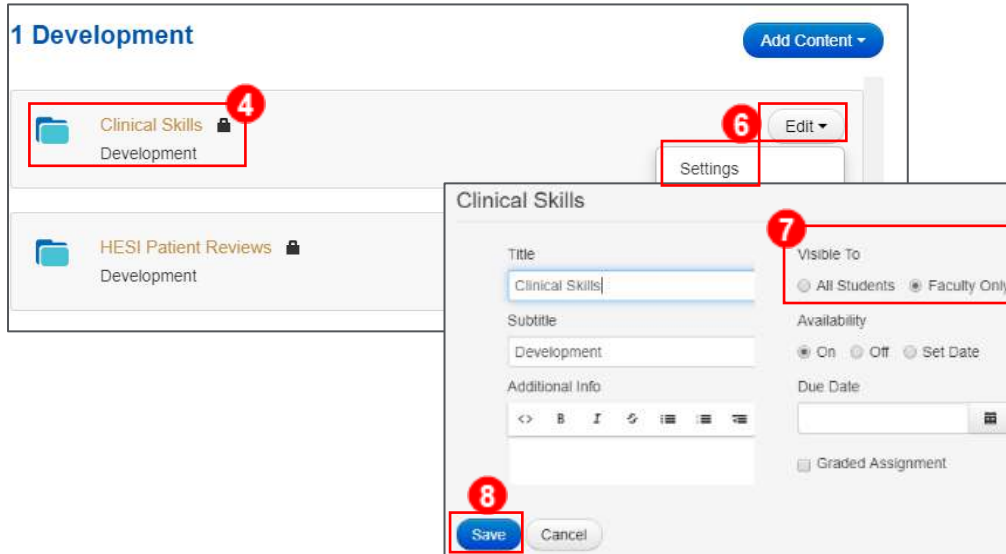 1 Development
Add Content
4
Clinical Skills
Development
6
Edit
Settings
HESI Patient Reviews
Development
Clinical Skills
7
Title
Visible To
Clinical Skills
All Students Faculty Only
Subtitle
Availability
Development
On Off Set Date
Additional Info
Due Date
<> B I S
Graded Assignment
8
Save Cancel